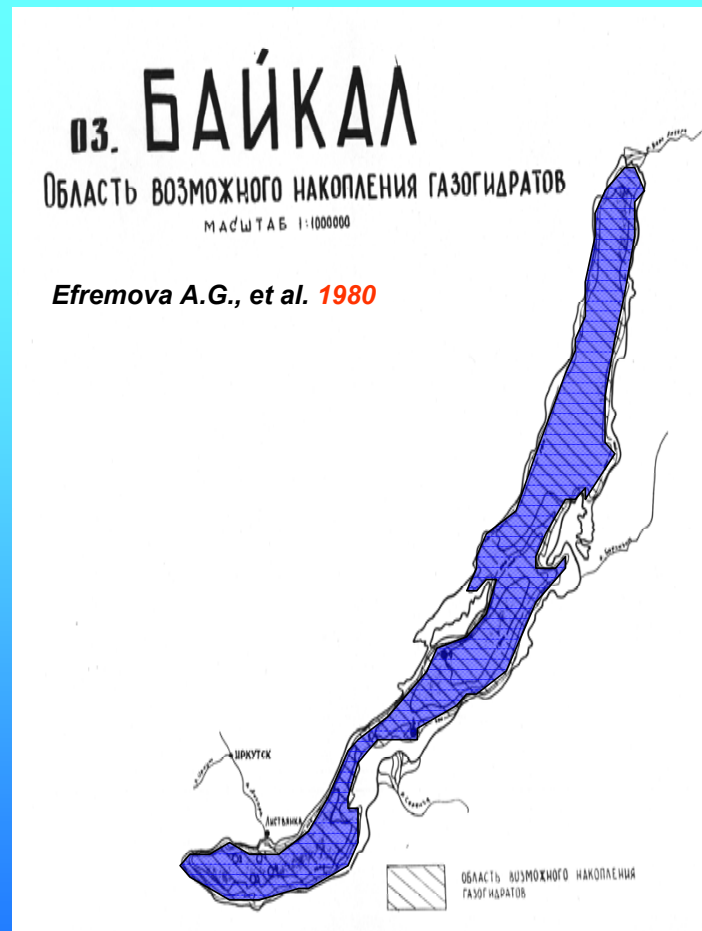 ОЗ. БАЙКАЛ
ОБЛАСТЬ ВОЗМОЖНОГО НАКОПЛЕНИЯ ГАЗОГИДРАТОВ
МАСШТАБ 1:1000000
Efremova A.G., et al. 1980
ИРКУТСК
ЛИСТВЯНКА
ОБЛАСТЬ ВОЗМОЖНОГО НАКОПЛЕНИЯ
ГАЗОГИДРАТОВ